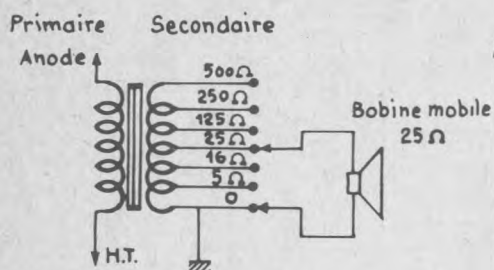 Primaire
Secondaire
Anode
500Ω
250Ω
125Ω
25Ω
16Ω
5Ω
0
Bobine mobile
25Ω
H.T.